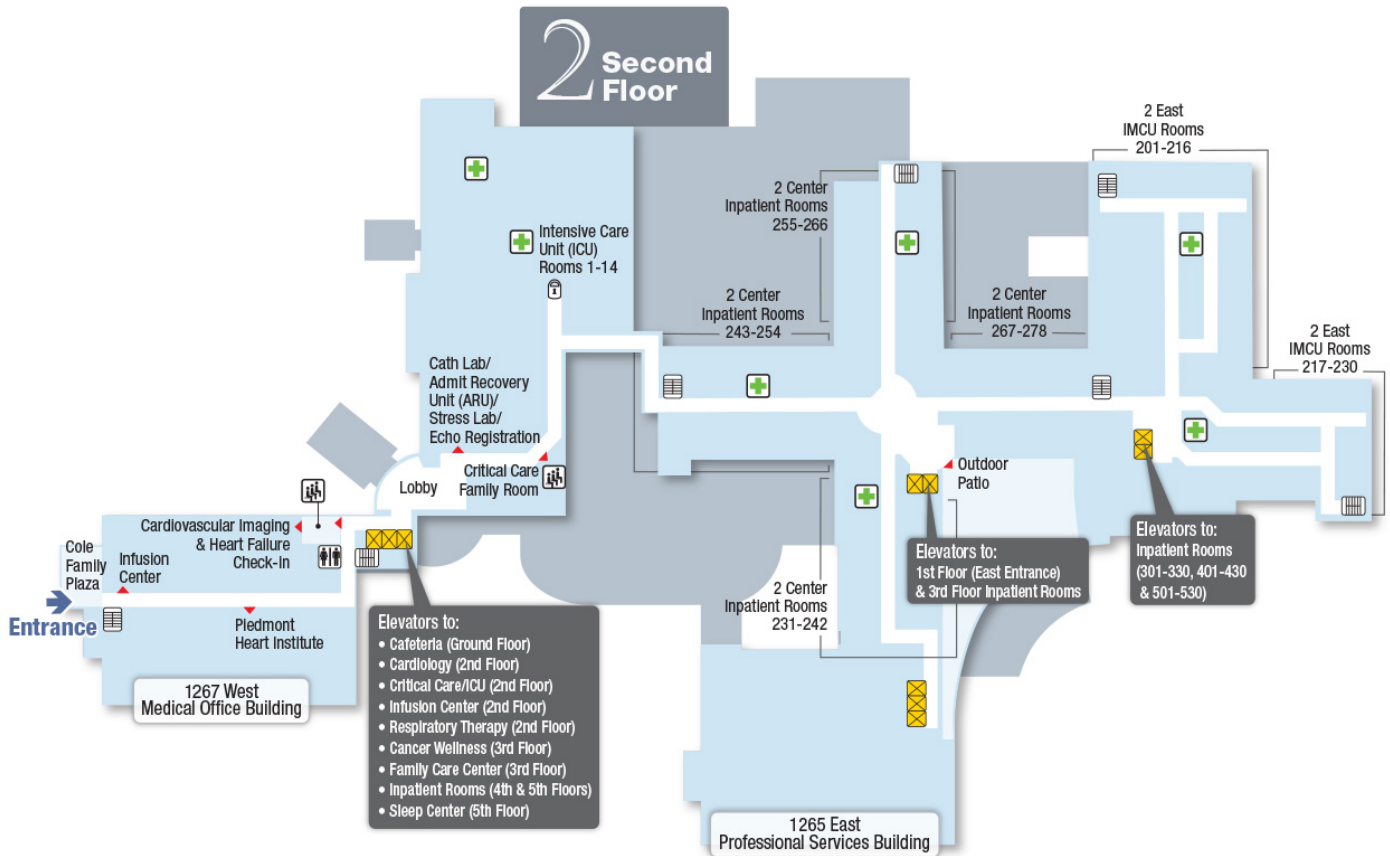 2 Second
Floor
2 East
IMCU Rooms
201-216
2 Center
Inpatient Rooms
255-266
Intensive Care
Unit (ICU)
Rooms 1-14
2 Center
Inpatient Rooms
243-254
2 Center
Inpatient Rooms
267-278
2 East
IMCU Rooms
217-230
Cath Lab/
Admit Recovery
Unit (ARU)/
Stress Lab/
Echo Registration
Critical Care
Family Room
Lobby
Outdoor
Patio
Cardiovascular Imaging
& Heart Failure
Check-In
Cole
Family
Plaza
Infusion
Center
Entrance
Piedmont
Heart Institute
1267 West
Medical Office Building
Elevators to:
• Cafeteria (Ground Floor)
• Cardiology (2nd Floor)
• Critical Care/ICU (2nd Floor)
• Infusion Center (2nd Floor)
• Respiratory Therapy (2nd Floor)
• Cancer Wellness (3rd Floor)
• Family Care Center (3rd Floor)
• Inpatient Rooms (4th & 5th Floors)
• Sleep Center (5th Floor)
2 Center
Inpatient Rooms
231-242
Elevators to:
1st Floor (East Entrance)
& 3rd Floor Inpatient Rooms
Elevators to:
Inpatient Rooms
(301-330, 401-430
& 501-530)
1265 East
Professional Services Building